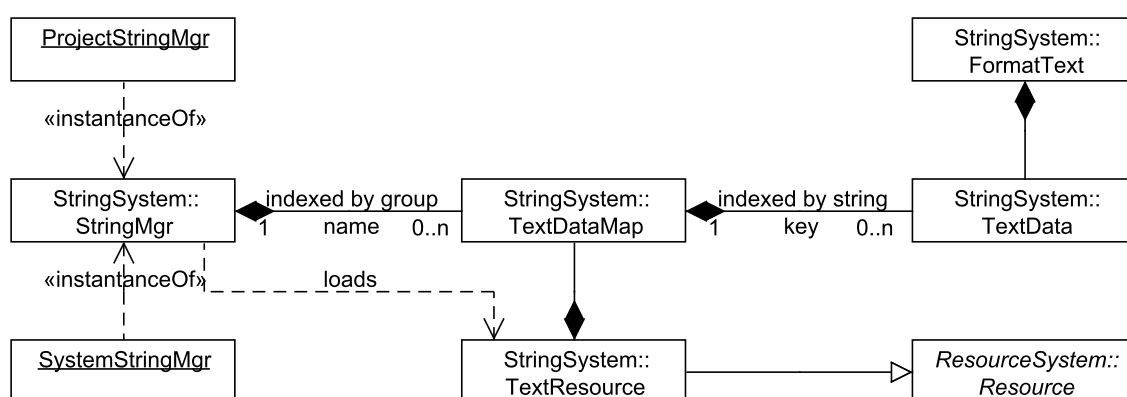 ProjectStringMgr
StringSystem::
FormatText
«instantanceOf»
StringSystem::
StringMgr
indexed by group
1 name 0..n
StringSystem::
TextDataMap
indexed by string
1 key 0..n
StringSystem::
TextData
«instantanceOf»
loads
SystemStringMgr
StringSystem::
TextResource
ResourceSystem::
Resource